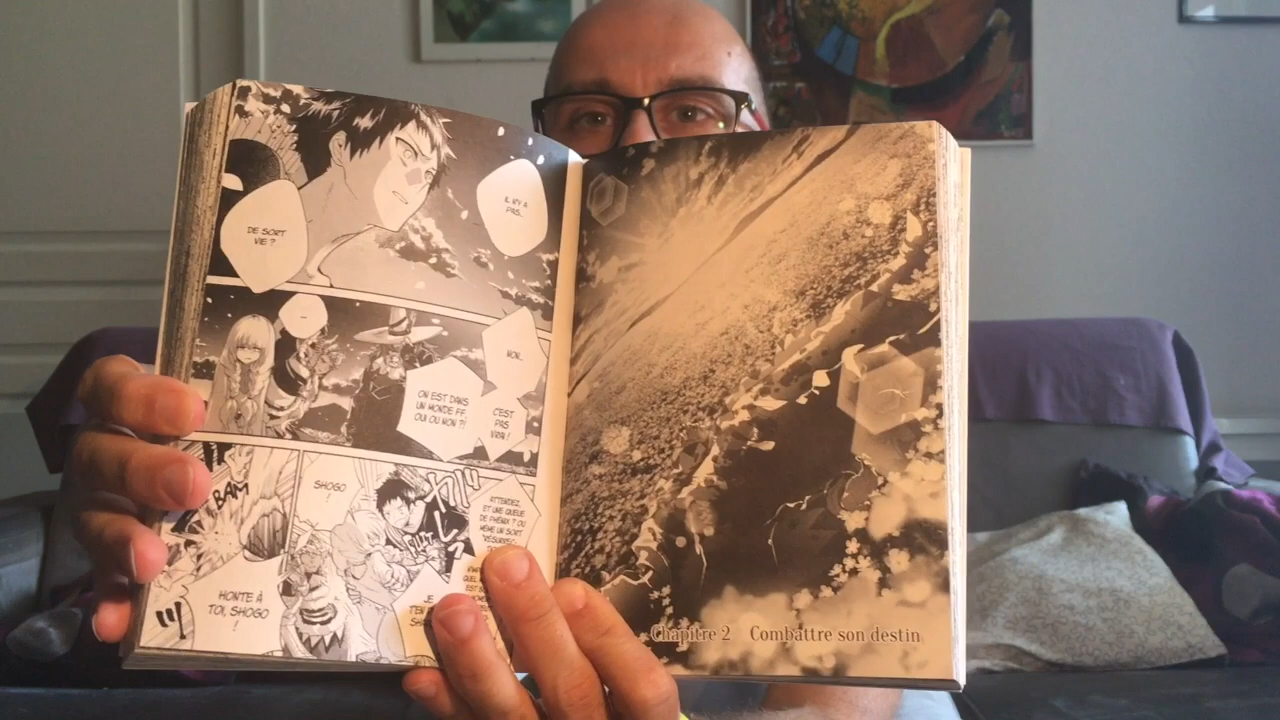 IL N'Y A
PAS...
DE SORT
VIE ?
...
NON...
ON EST DANS
UN MONDE FF,
OUI OU NON ?!
C'EST
PAS
VRAI !
BAM
SHOGO
!
FUIT
ATTENDEZ,
ET UNE QUEUE
DE PHÉNIX ? OU
MÊME UN SORT
HONTE À
TOI, SHOGO
!
JE
Chapitre 2 Combattre son destin